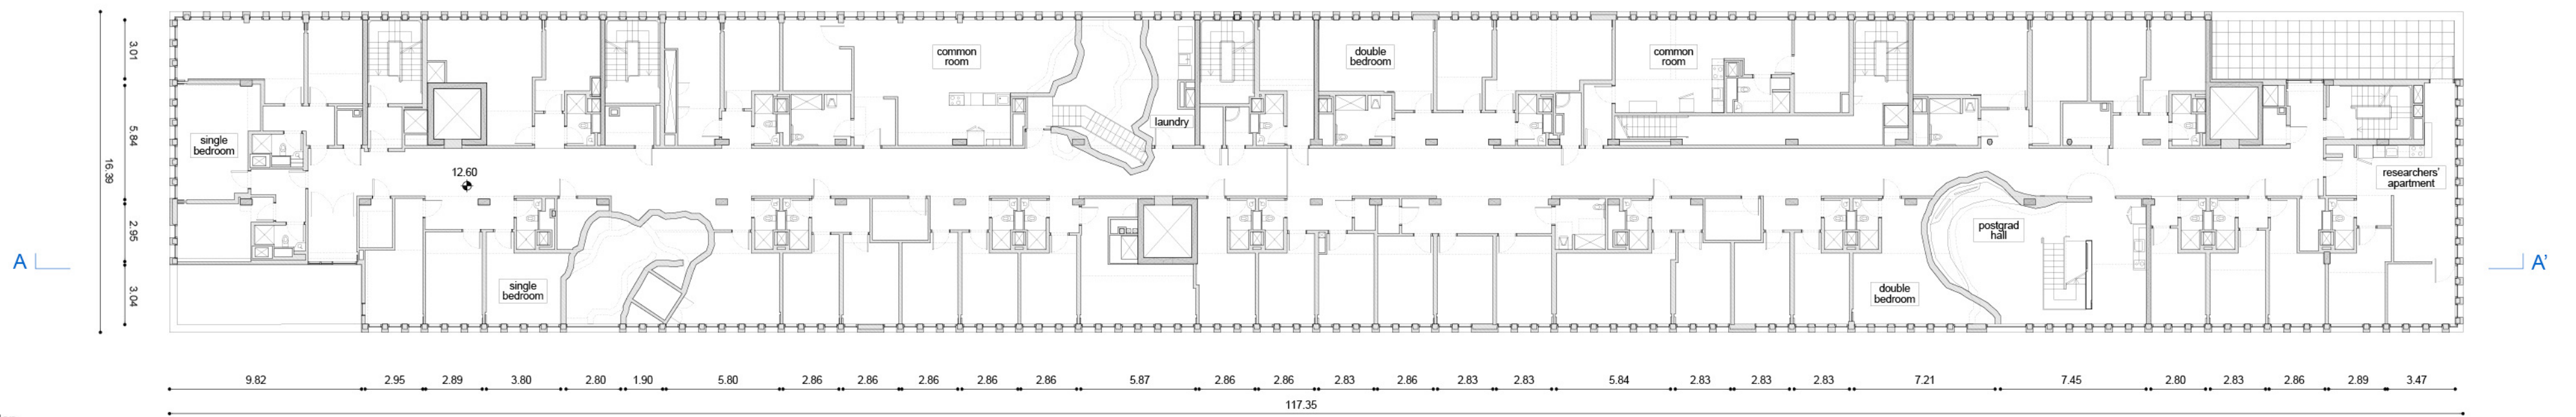 3.01
5.84
16.39
2.95
3.04
single
bedroom
common
room
laundry
double
bedroom
common
room
12.60
researchers'
apartment
postgrad
hall
single
bedroom
double
bedroom
A
A'
9.82 2.95 2.89 3.80 2.80 1.90 5.80 2.86 2.86 2.86 2.86 2.86 5.87 2.86 2.86 2.83 2.86 2.83 2.83 5.84 2.83 2.83 2.83 7.21 7.45 2.80 2.83 2.86 2.89 3.47
117.35